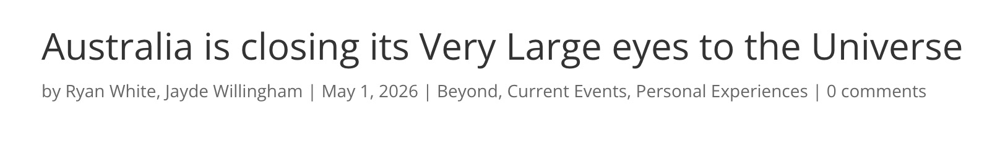 Australia is closing its Very Large eyes to the Universe
by Ryan White, Jayde Willingham | May 1, 2026 | Beyond, Current Events, Personal Experiences | 0 comments